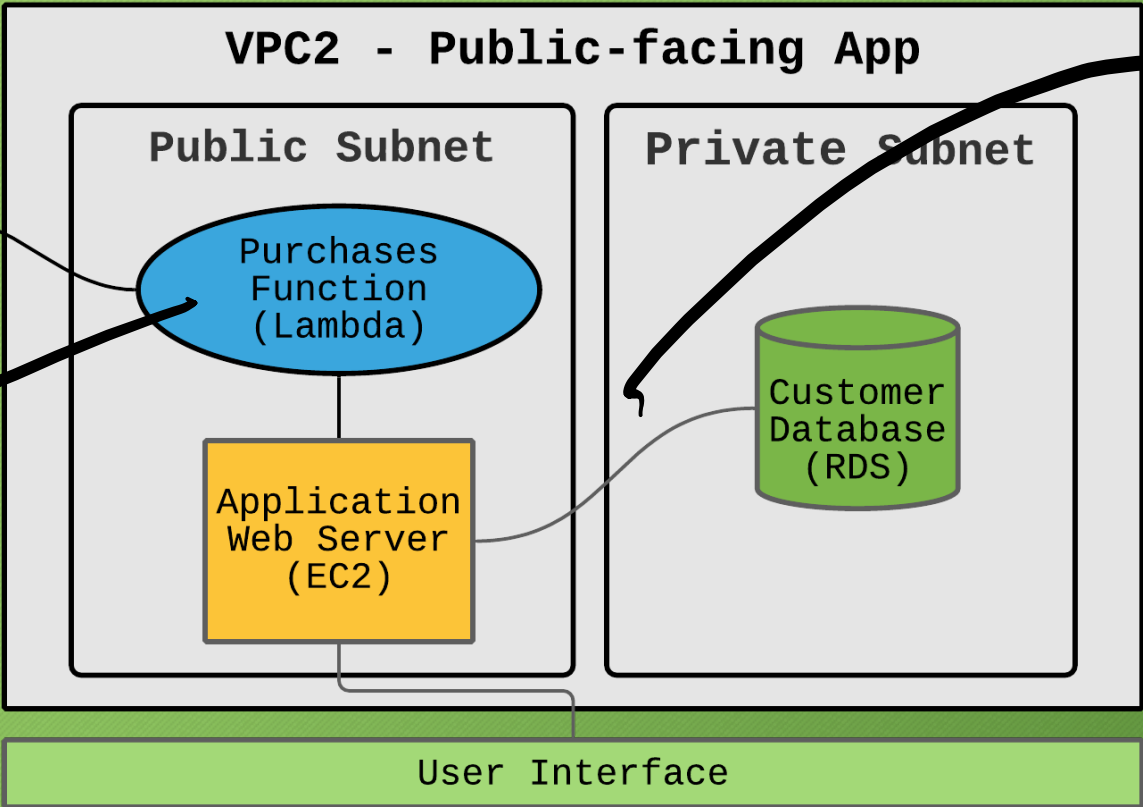 VPC2 - Public-facing App
Public Subnet
Private Subnet
Purchases
Function
(Lambda)
Application
Web Server
(EC2)
Customer
Database
(RDS)
User Interface